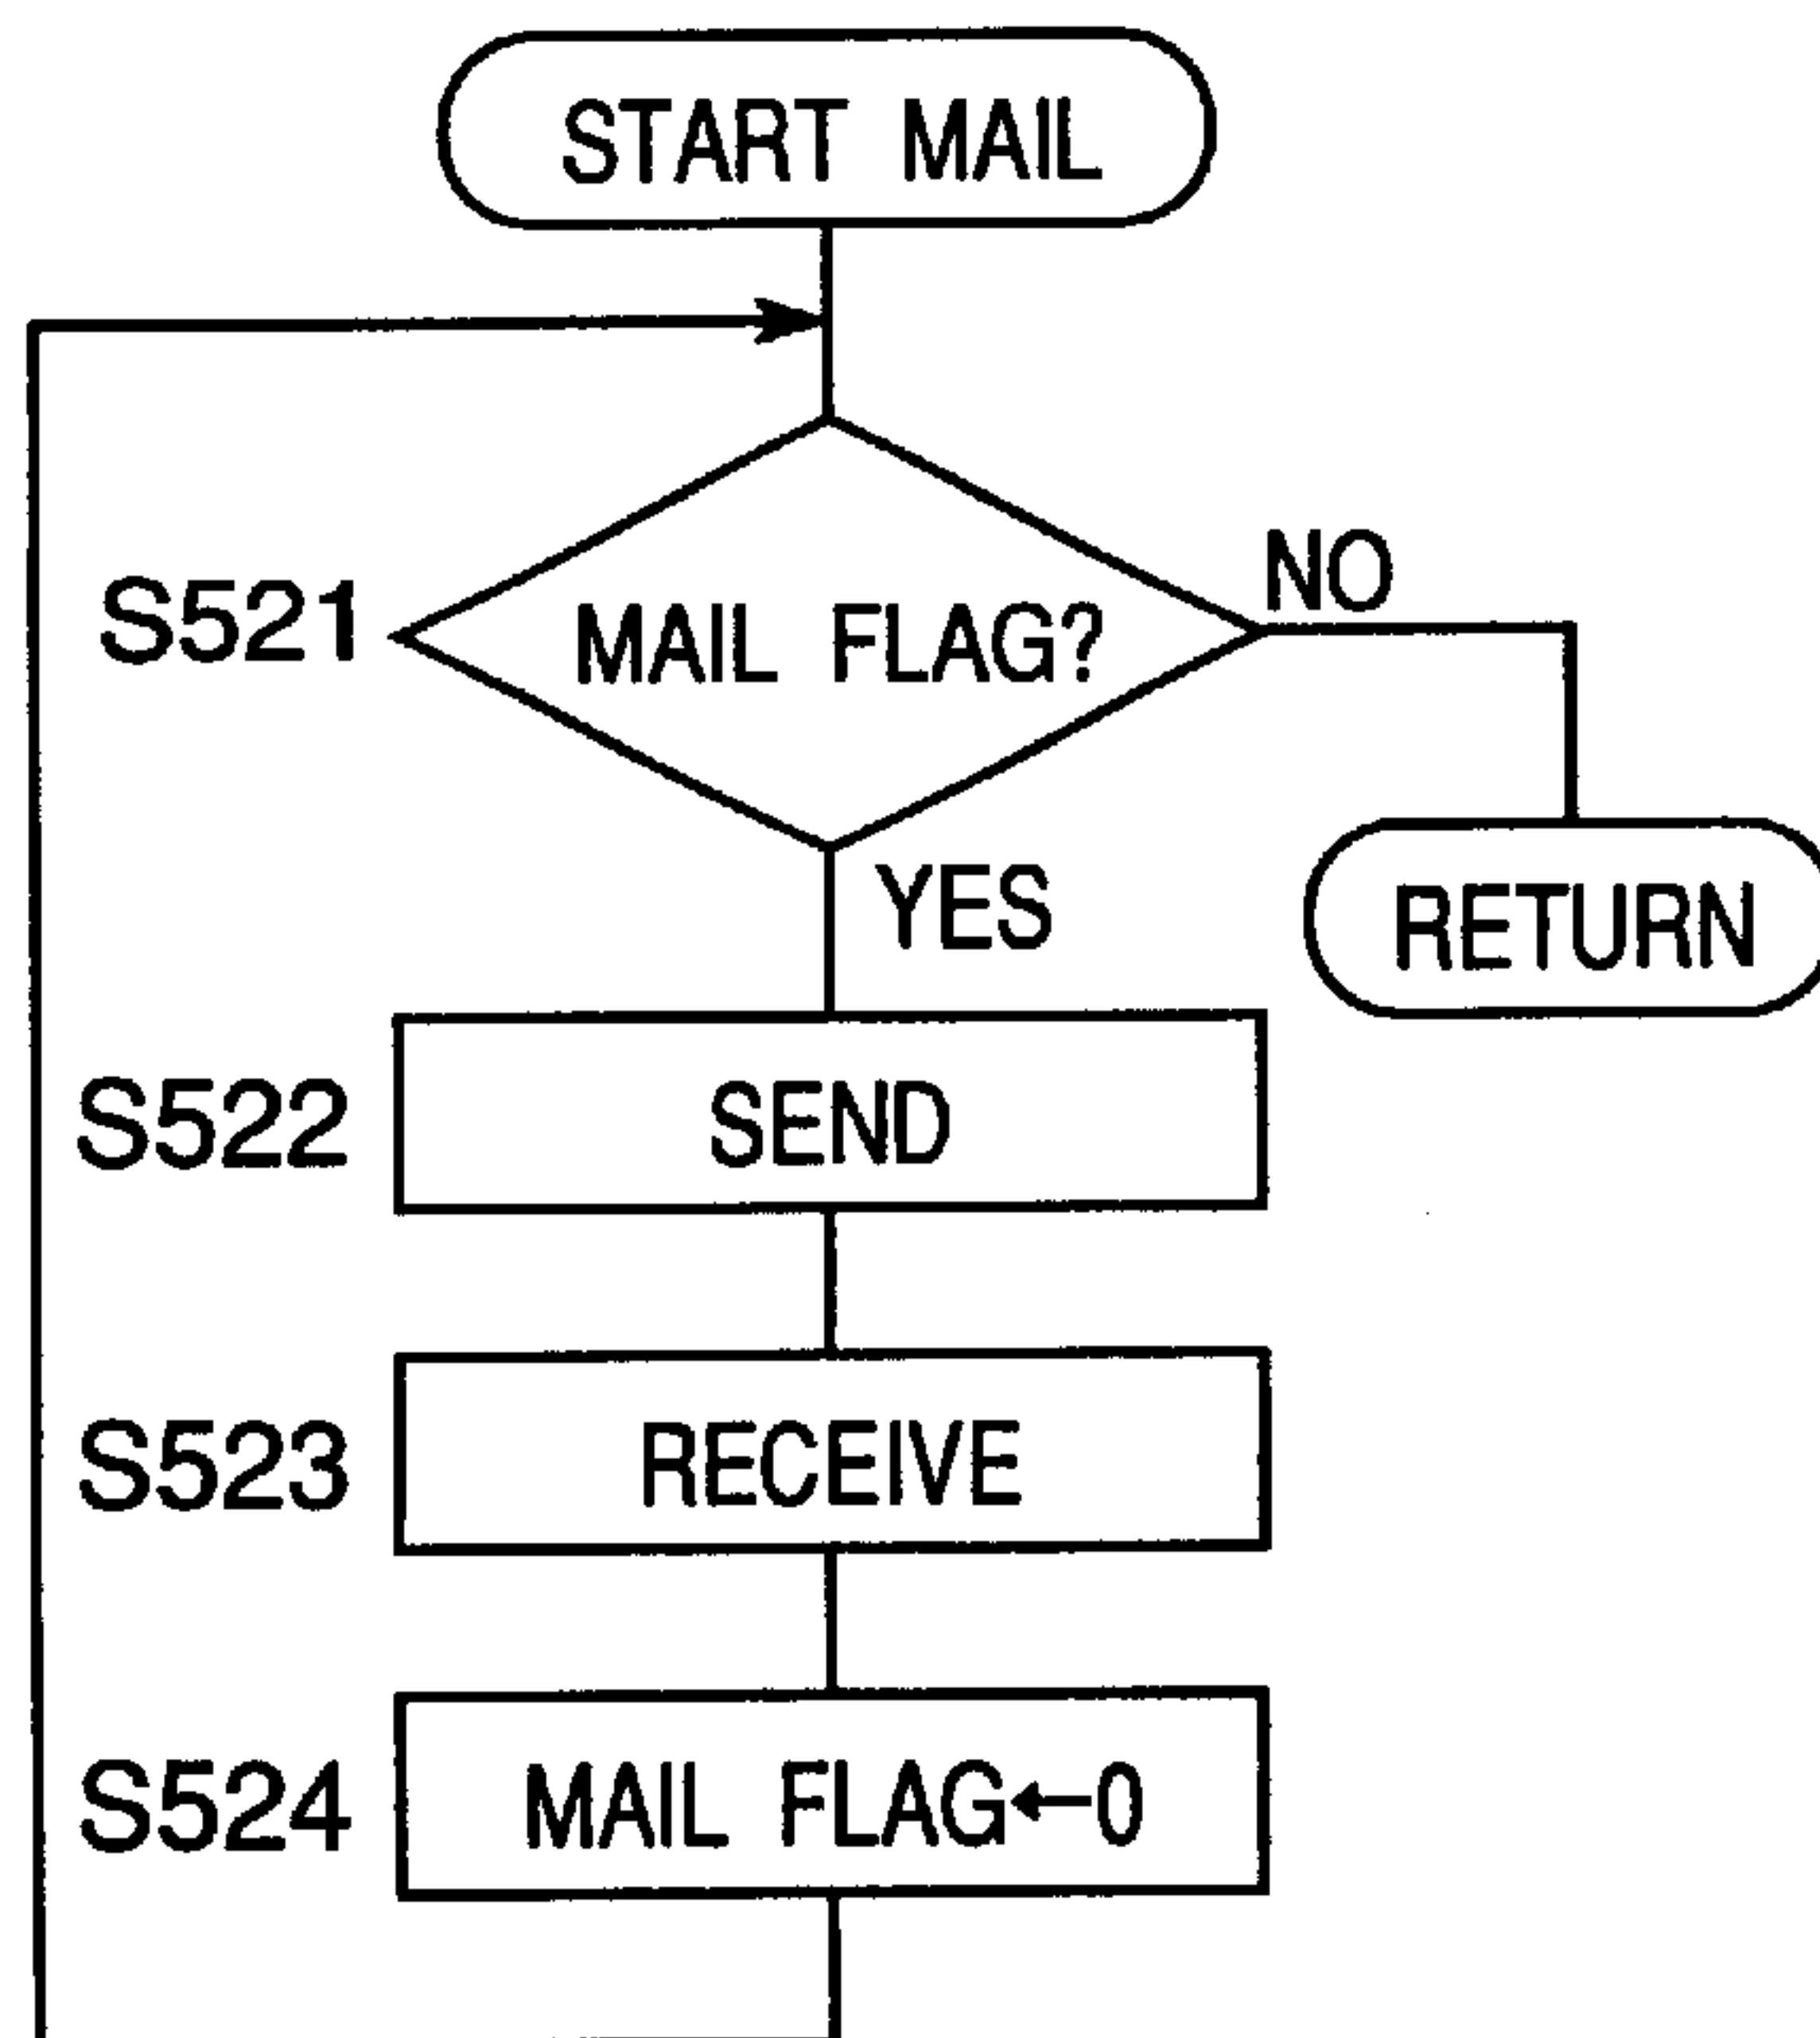 START MAIL
S521
MAIL FLAG?
NO
YES
RETURN
S522
SEND
S523
RECEIVE
S524
MAIL FLAG←0